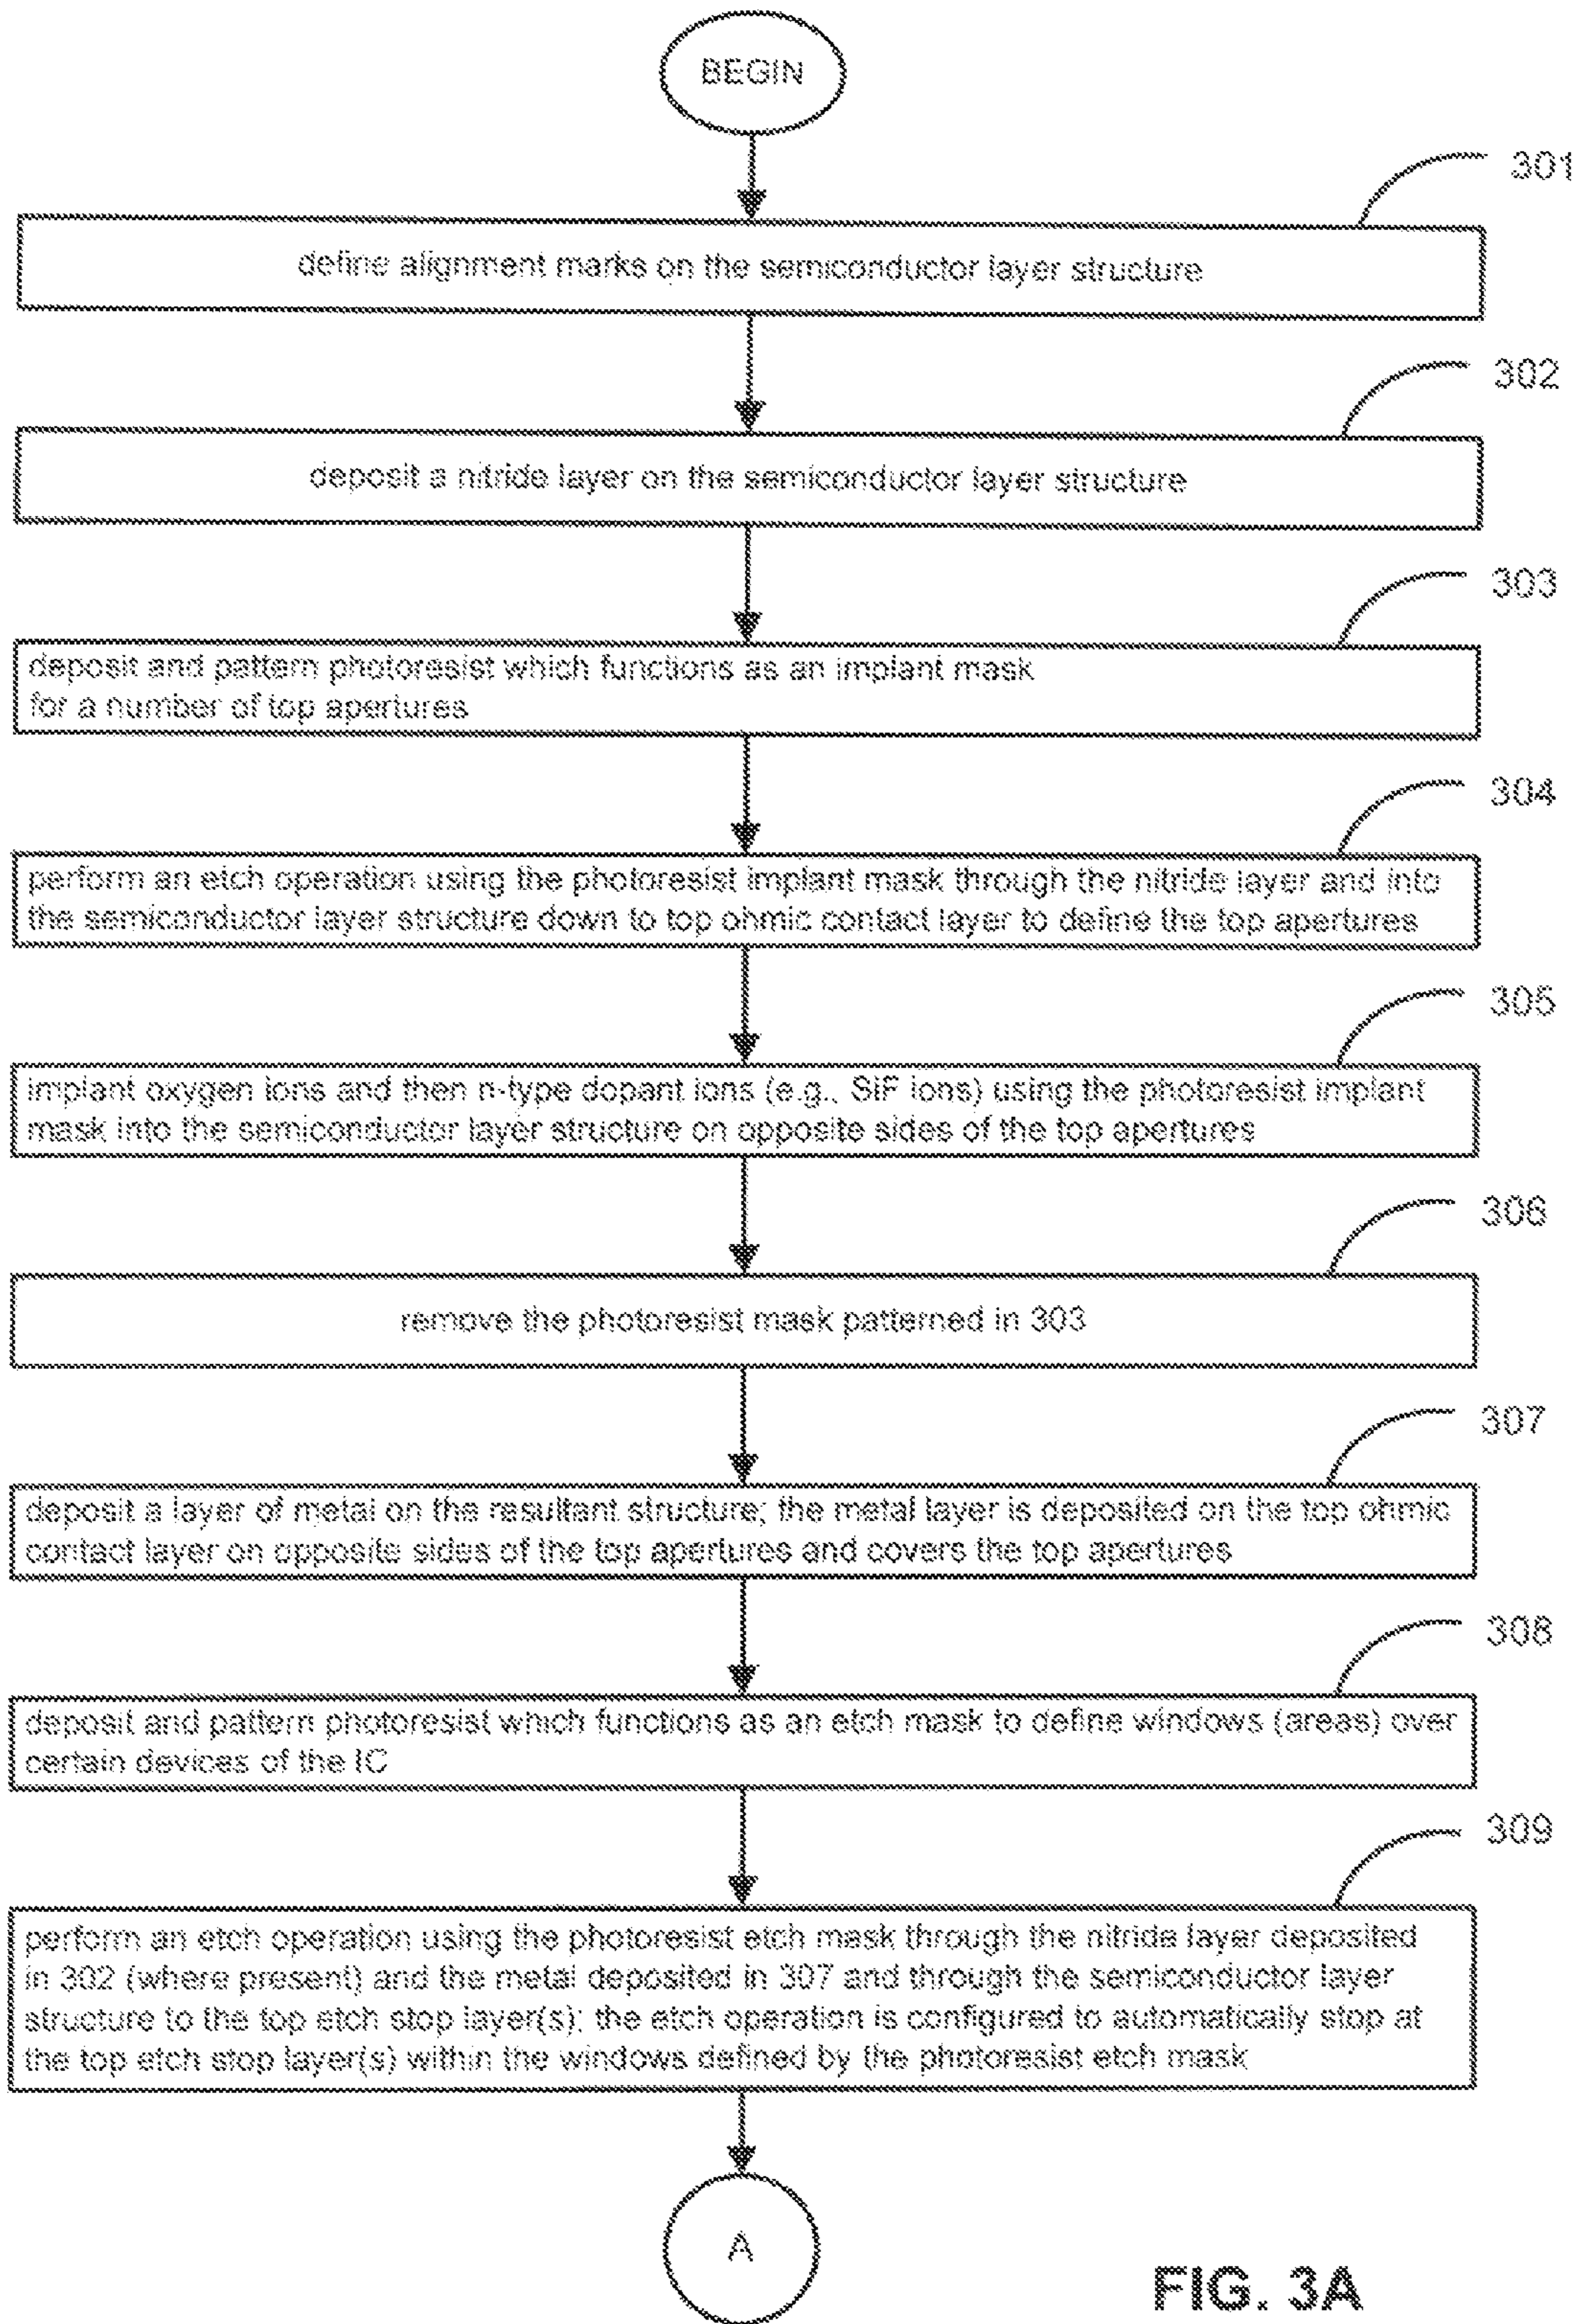 BEGIN
301
define alignment marks on the semiconductor layer structure
302
deposit a nitride layer on the semiconductor layer structure
303
deposit and pattern photoresist which functions as an implant mask
for a number of top apertures
304
perform an etch operation using the photoresist implant mask through the nitride layer and into
the semiconductor layer structure down to top ohmic contact layer to define the top apertures
305
implant oxygen ions and then n-type dopant ions (e.g., SiF ions) using the photoresist implant
mask into the semiconductor layer structure on opposite sides of the top apertures
306
remove the photoresist mask patterned in 303
307
deposit a layer of metal on the resultant structure; the metal layer is deposited on the top ohmic
contact layer on opposite sides of the top apertures and covers the top apertures
308
deposit and pattern photoresist which functions as an etch mask to define windows (areas) over
certain devices of the IC
309
perform an etch operation using the photoresist etch mask through the nitride layer deposited
in 302 (where present) and the metal deposited in 307 and through the semiconductor layer
structure to the top etch stop layer(s); the etch operation is configured to automatically stop at
the top etch stop layer(s) within the windows defined by the photoresist etch mask
A
FIG. 3A